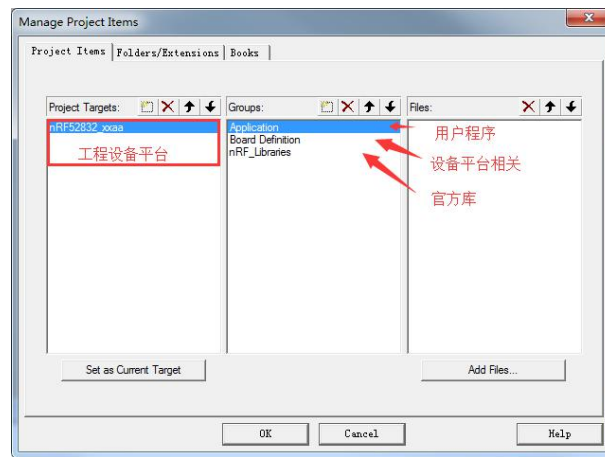 Manage Project Items
Project Items Folders/Extensions Books
Project Targets: Groups: Files:
nRF52832_xxaa
工程设备平台
Application
Board Definition
nRF_Libraries
用户程序
设备平台相关
官方库
Set as Current Target
Add Files...
OK Cancel Help